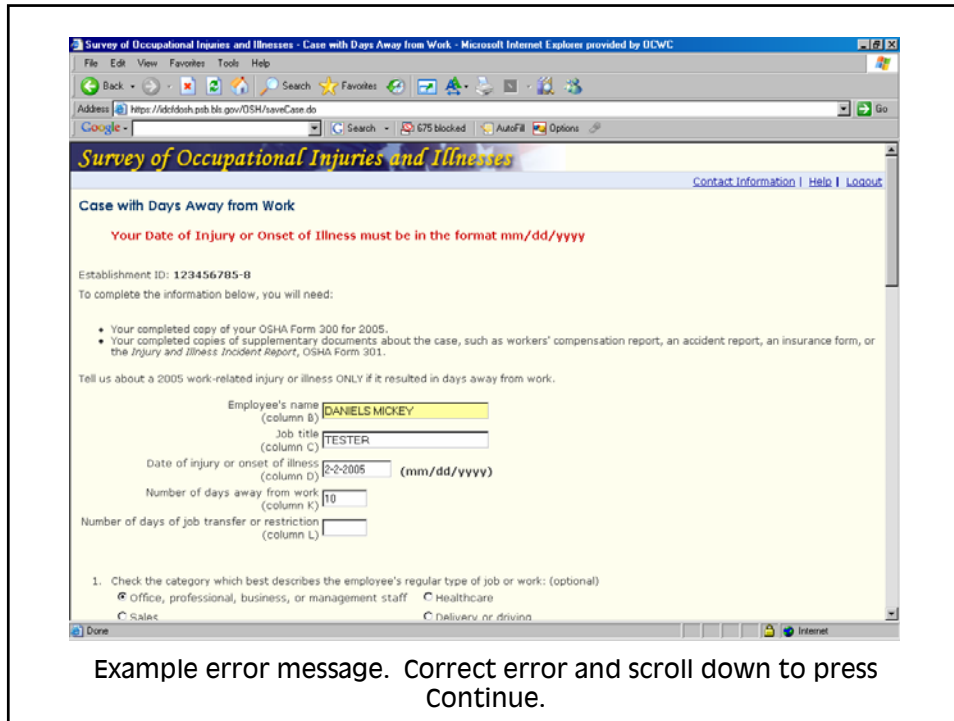 Survey of Occupational Injuries and Illnesses - Case with Days Away from Work - Microsoft Internet Explorer provided by DCWC
File Edit View Favorites Tools Help
Back Search Favorites
Address https://idcfdosh.psb.bls.gov/OSH/saveCase.do Go
Google - Search 675 blocked AutoFill Options
Survey of Occupational Injuries and Illnesses
Contact Information | Help | Logout
Case with Days Away from Work
Your Date of Injury or Onset of Illness must be in the format mm/dd/yyyy
Establishment ID: 123456785-8
To complete the information below, you will need:
• Your completed copy of your OSHA Form 300 for 2005.
• Your completed copies of supplementary documents about the case, such as workers' compensation report, an accident report, an insurance form, or
the Injury and Illness Incident Report, OSHA Form 301.
Tell us about a 2005 work-related injury or illness ONLY if it resulted in days away from work.
Employee's name
(column B) DANIELS MICKEY
Job title
(column C) TESTER
Date of injury or onset of illness
(column D) 2-2-2005 (mm/dd/yyyy)
Number of days away from work
(column K) 10
Number of days of job transfer or restriction
(column L)
1. Check the category which best describes the employee's regular type of job or work: (optional)
Office, professional, business, or management staff Healthcare
Sales Delivery or driving
Done Internet
Example error message. Correct error and scroll down to press
Continue.